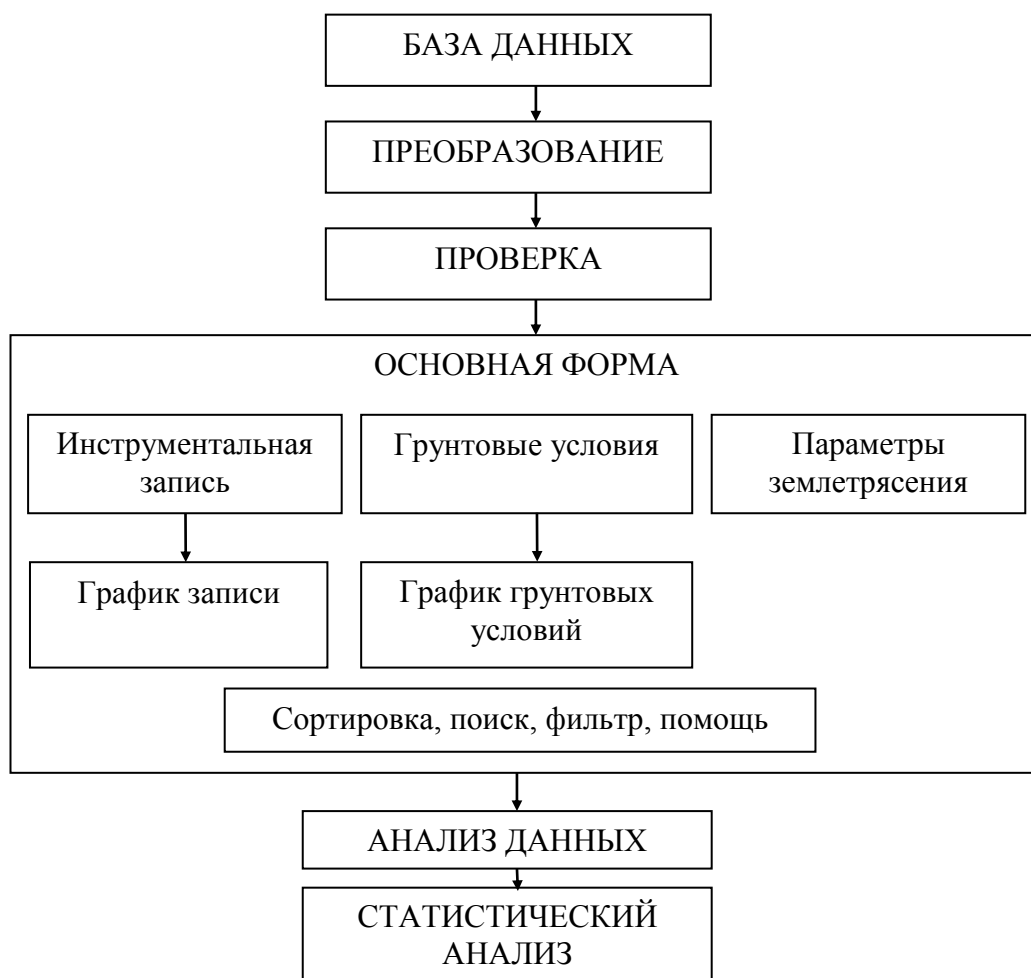 БАЗА ДАННЫХ
ПРЕОБРАЗОВАНИЕ
ПРОВЕРКА
ОСНОВНАЯ ФОРМА
Инструментальная
запись
Грунтовые условия
Параметры
землетрясения
График записи
График грунтовых
условий
Сортировка, поиск, фильтр, помощь
АНАЛИЗ ДАННЫХ
СТАТИСТИЧЕСКИЙ
АНАЛИЗ